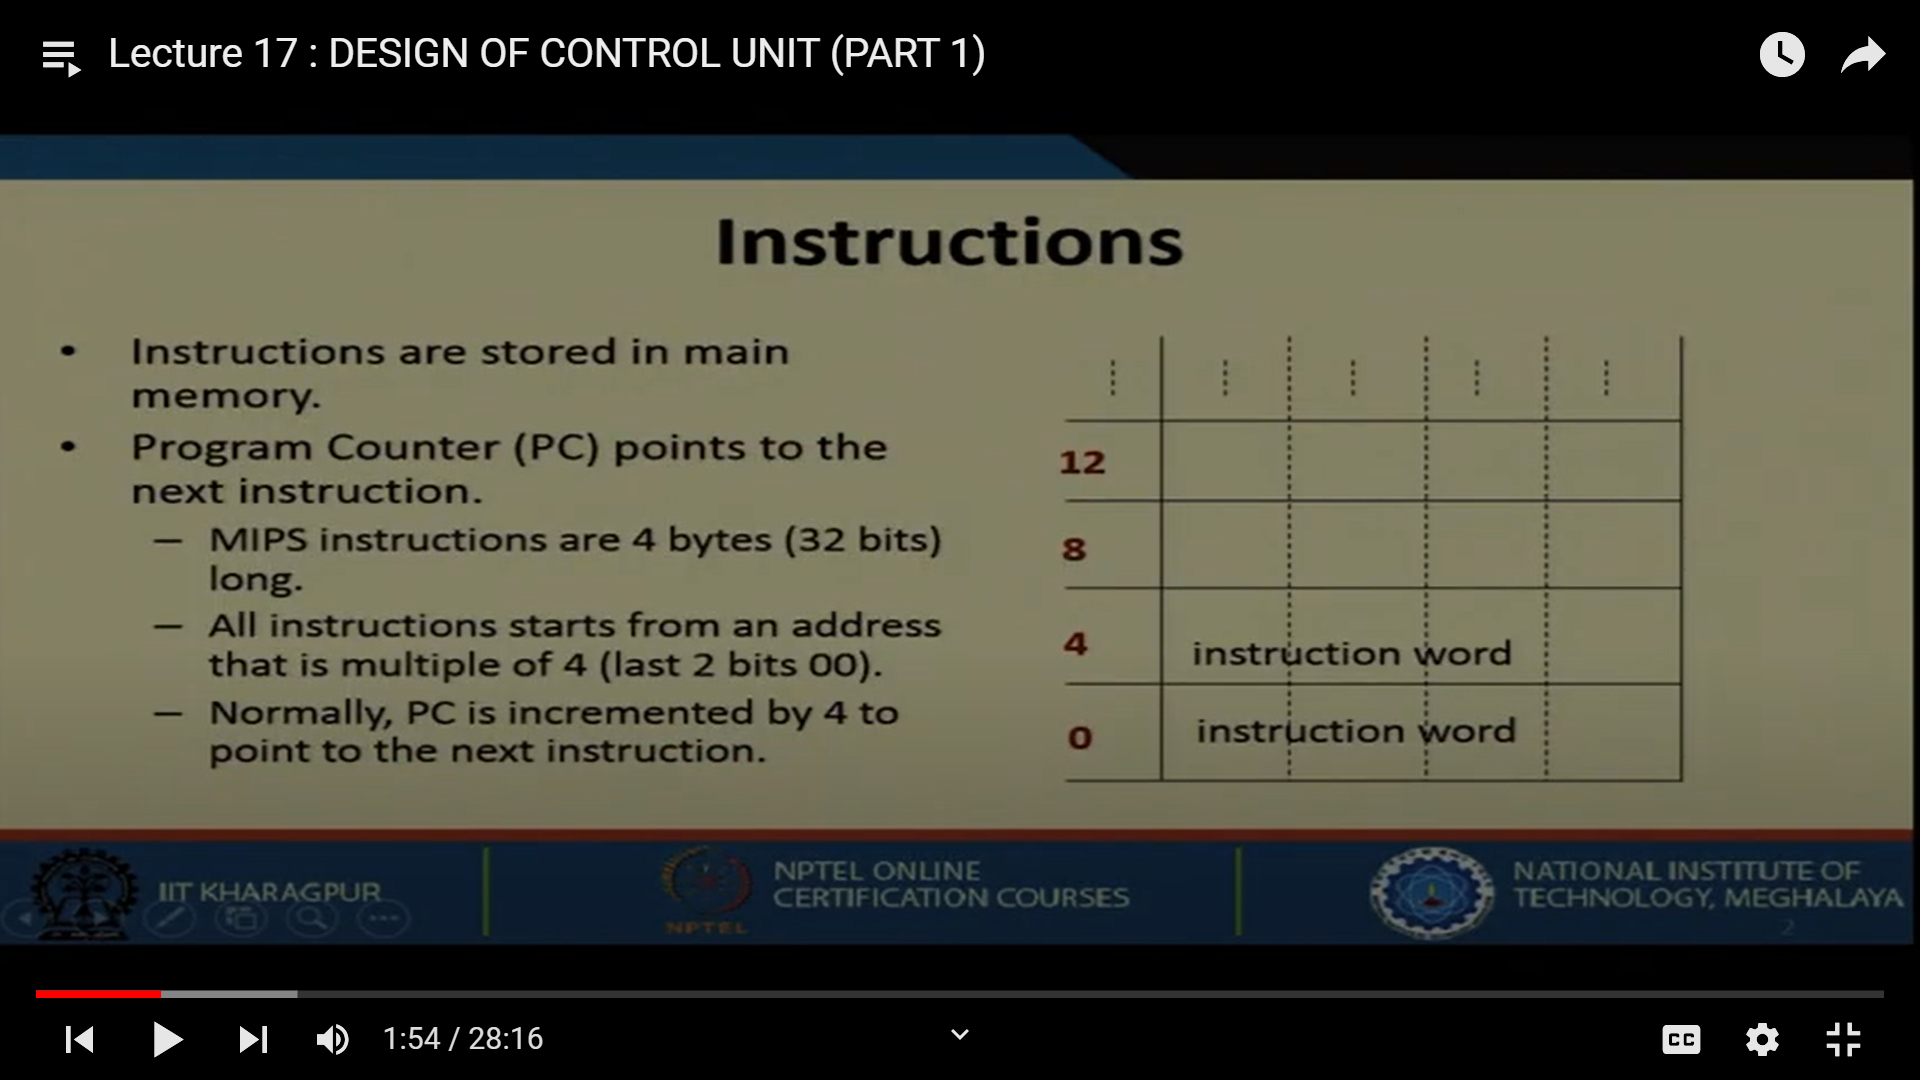 Lecture 17 : DESIGN OF CONTROL UNIT (PART 1)
Instructions
• Instructions are stored in main
memory.
• Program Counter (PC) points to the
next instruction.
– MIPS instructions are 4 bytes (32 bits)
long.
– All instructions starts from an address
that is multiple of 4 (last 2 bits 00).
– Normally, PC is incremented by 4 to
point to the next instruction.
12
8
4 instruction word
0 instruction word
IIT KHARAGPUR
NPTEL
NPTEL ONLINE
CERTIFICATION COURSES
NATIONAL INSTITUTE OF
TECHNOLOGY, MEGHALAYA
2
1:54 / 28:16
CC